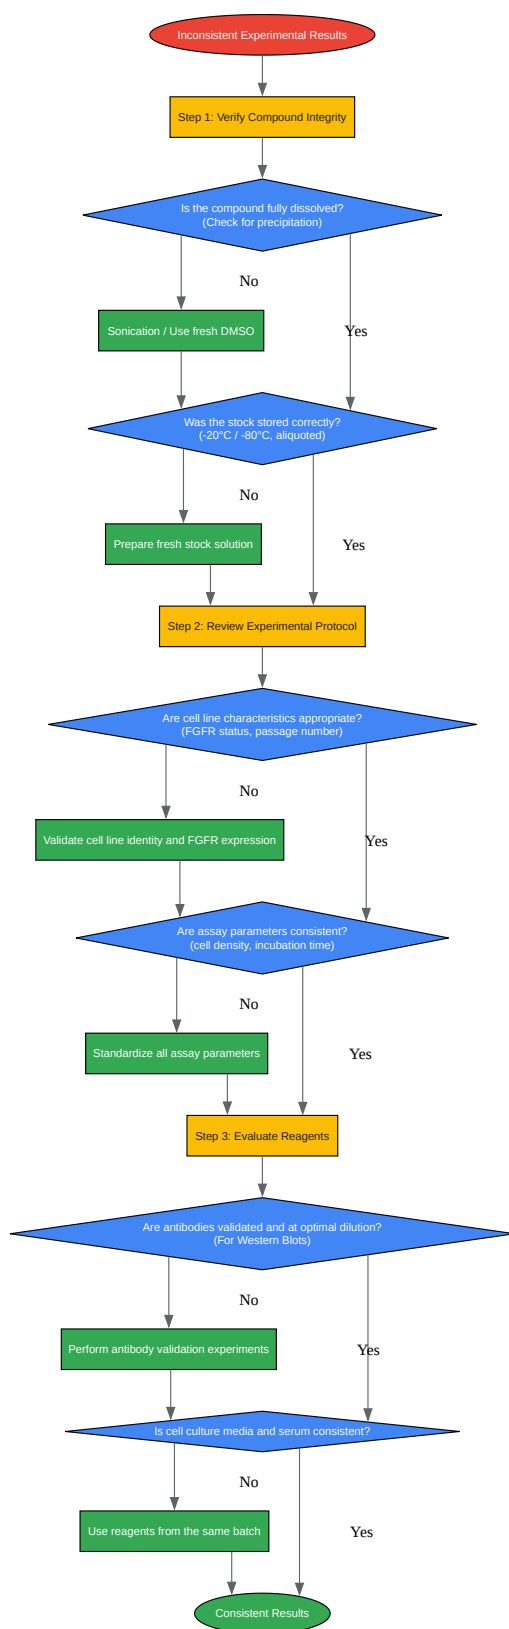 Inconsistent Experimental Results
Step 1: Verify Compound Integrity
Is the compound fully dissolved?
(Check for precipitation)
No
Sonication / Use fresh DMSO
Yes
Was the stock stored correctly?
(-20°C / -80°C, aliquoted)
No
Prepare fresh stock solution
Yes
Step 2: Review Experimental Protocol
Are cell line characteristics appropriate?
(FGFR status, passage number)
No
Validate cell line identity and FGFR expression
Yes
Are assay parameters consistent?
(cell density, incubation time)
No
Standardize all assay parameters
Yes
Step 3: Evaluate Reagents
Are antibodies validated and at optimal dilution?
(For Western Blots)
No
Perform antibody validation experiments
Yes
Is cell culture media and serum consistent?
No
Use reagents from the same batch
Yes
Consistent Results